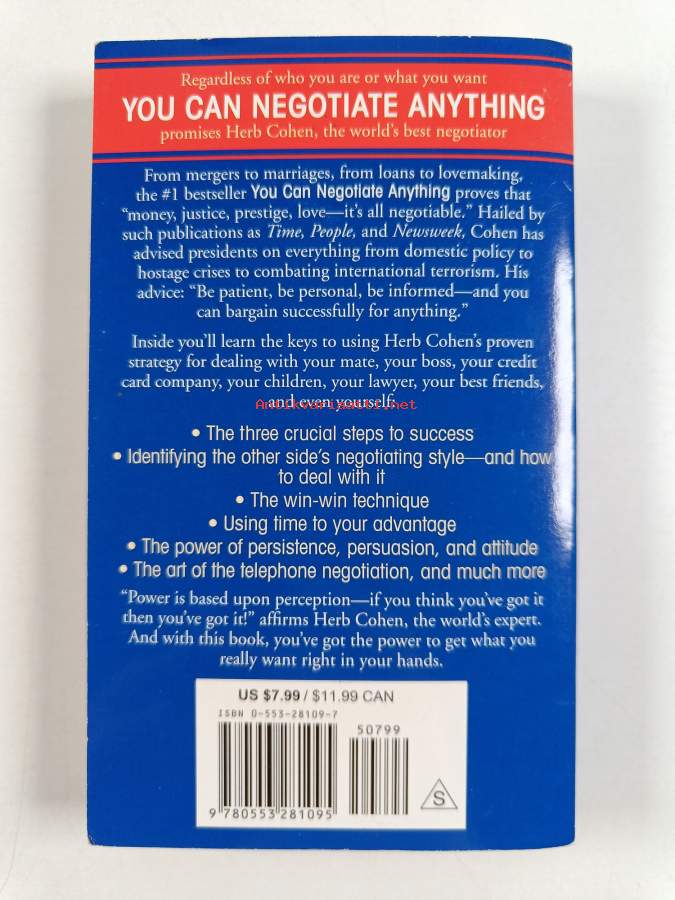 Regardless of who you are or what you want
YOU CAN NEGOTIATE ANYTHING
promises Herb Cohen, the world's best negotiator
From mergers to marriages, from loans to lovemaking,
the #1 bestseller You Can Negotiate Anything proves that
"money, justice, prestige, love—it's all negotiable." Hailed by
such publications as Time, People, and Newsweek, Cohen has
advised presidents on everything from domestic policy to
hostage crises to combating international terrorism. His
advice: "Be patient, be personal, be informed—and you
can bargain successfully for anything."
Inside you'll learn the keys to using Herb Cohen's proven
strategy for dealing with your mate, your boss, your credit
card company, your children, your lawyer, your best friends,
and even yourself:
Antikvariaatti.net
• The three crucial steps to success
• Identifying the other side's negotiating style—and how
to deal with it
• The win-win technique
• Using time to your advantage
• The power of persistence, persuasion, and attitude
• The art of the telephone negotiation, and much more
"Power is based upon perception—if you think you've got it
then you've got it!" affirms Herb Cohen, the world's expert.
And with this book, you've got the power to get what you
really want right in your hands.
US $7.99 / $11.99 CAN
ISBN 0-553-28109-7
50799
9 780553 281095
S